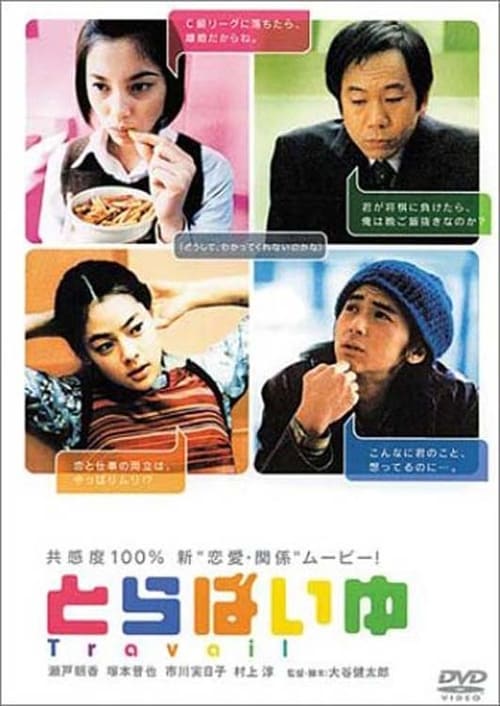 C級リーグに落ちたら、
離婚だからね。
君が将棋に負けたら、
俺は晩ご飯抜きなのか?
(どうして、わかってくれないのかな)
恋と仕事の両立は、
やっぱりムリ!?
こんなに君のこと、
想ってるのに…。
共感度100% 新"恋愛・関係"ムービー!
とらばいゆ
Travail
瀬戸朝香 塚本晋也 市川実日子 村上淳 監督・脚本:大谷健太郎
DVD
VIDEO